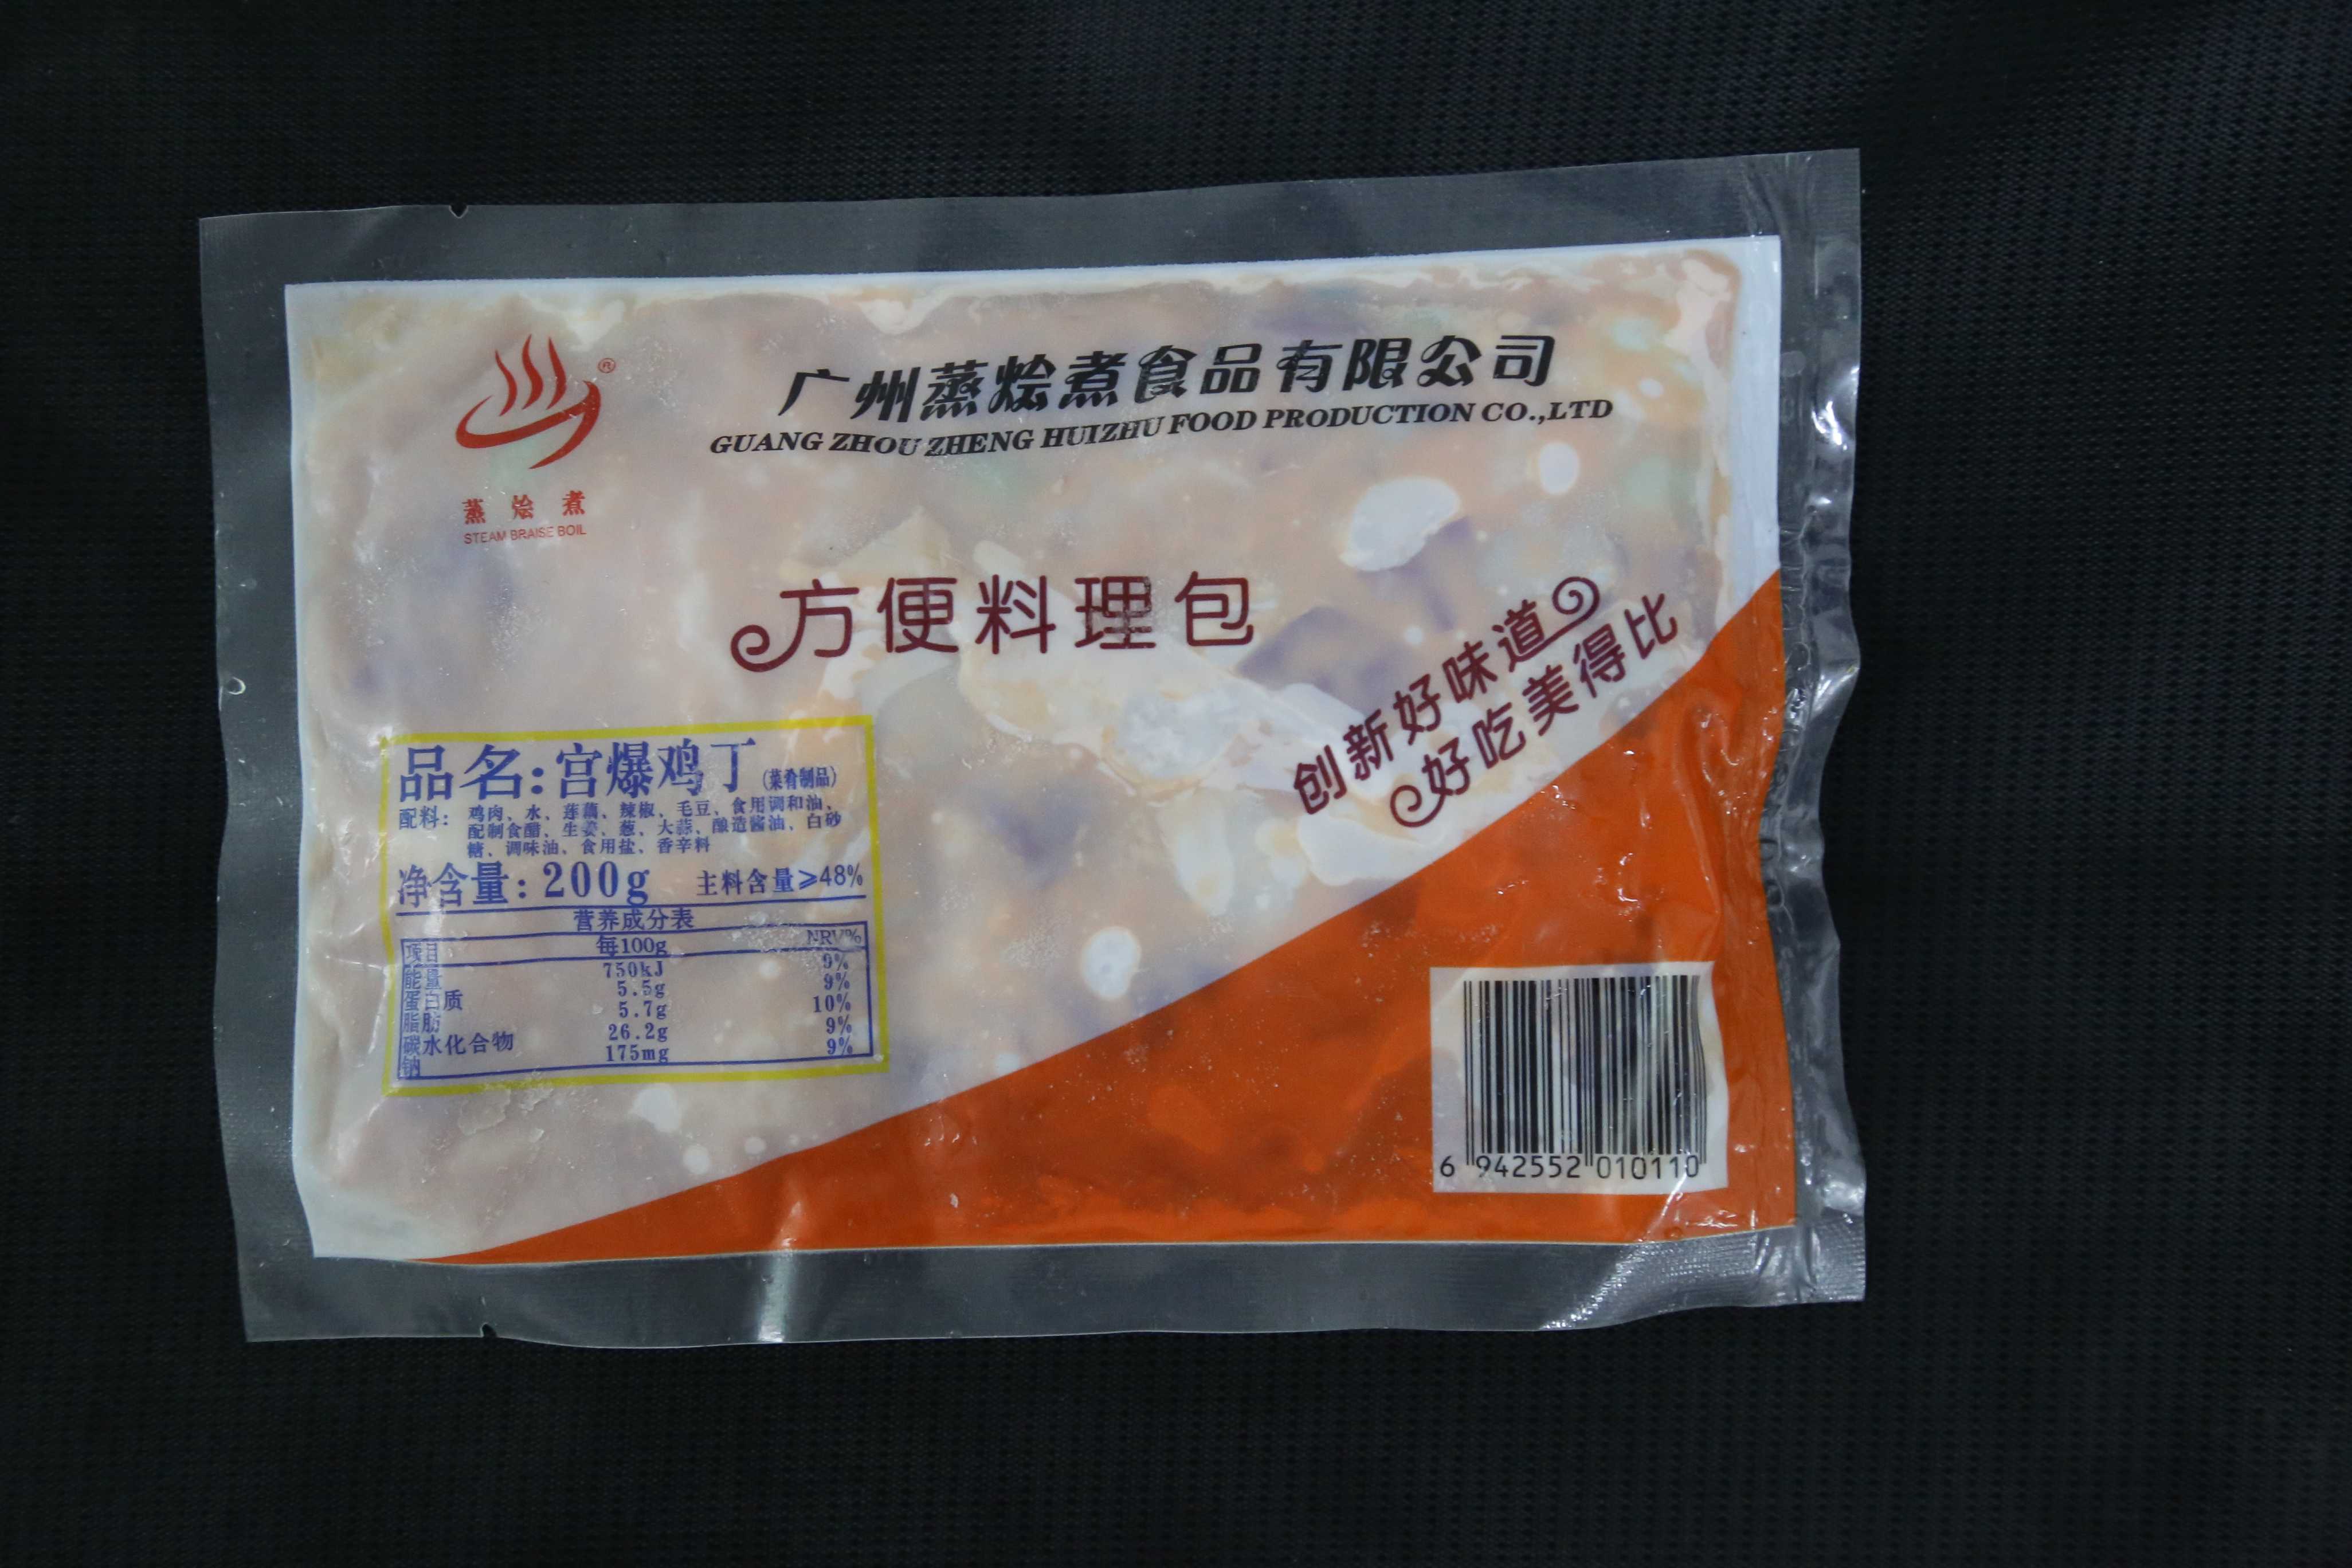 ®
蒸烩煮
STEAM BRAISE BOIL
广州蒸烩煮食品有限公司
GUANG ZHOU ZHENG HUIZHU FOOD PRODUCTION CO.,LTD
方便料理包
创新好味道
好吃美得比
品名:宫爆鸡丁(菜肴制品)
配料: 鸡肉、水、莲藕、辣椒、毛豆、食用调和油、
配制食醋、生姜、葱、大蒜、酿造酱油、白砂
糖、调味油、食用盐、香辛料
净含量: 200g 主料含量≥48%
营养成分表
项目 每100g NRV%
能量 750kJ 9%
蛋白质 5.5g 9%
脂肪 5.7g 10%
碳水化合物 26.2g 9%
钠 175mg 9%
6 942552 010110